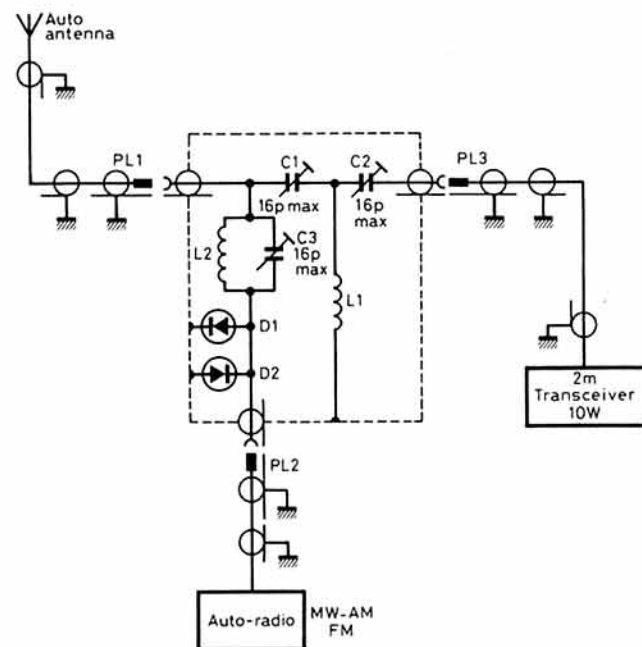 Auto
antenna
PL1
C1
16p max
C2
16p
max
PL3
L2
C3
16p
max
L1
D1
D2
2m
Transceiver
10W
PL2
Auto-radio
MW-AM
FM